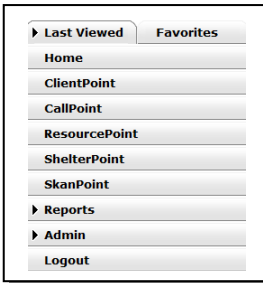 Last Viewed Favorites
Home
ClientPoint
CallPoint
ResourcePoint
ShelterPoint
SkanPoint
Reports
Admin
Logout